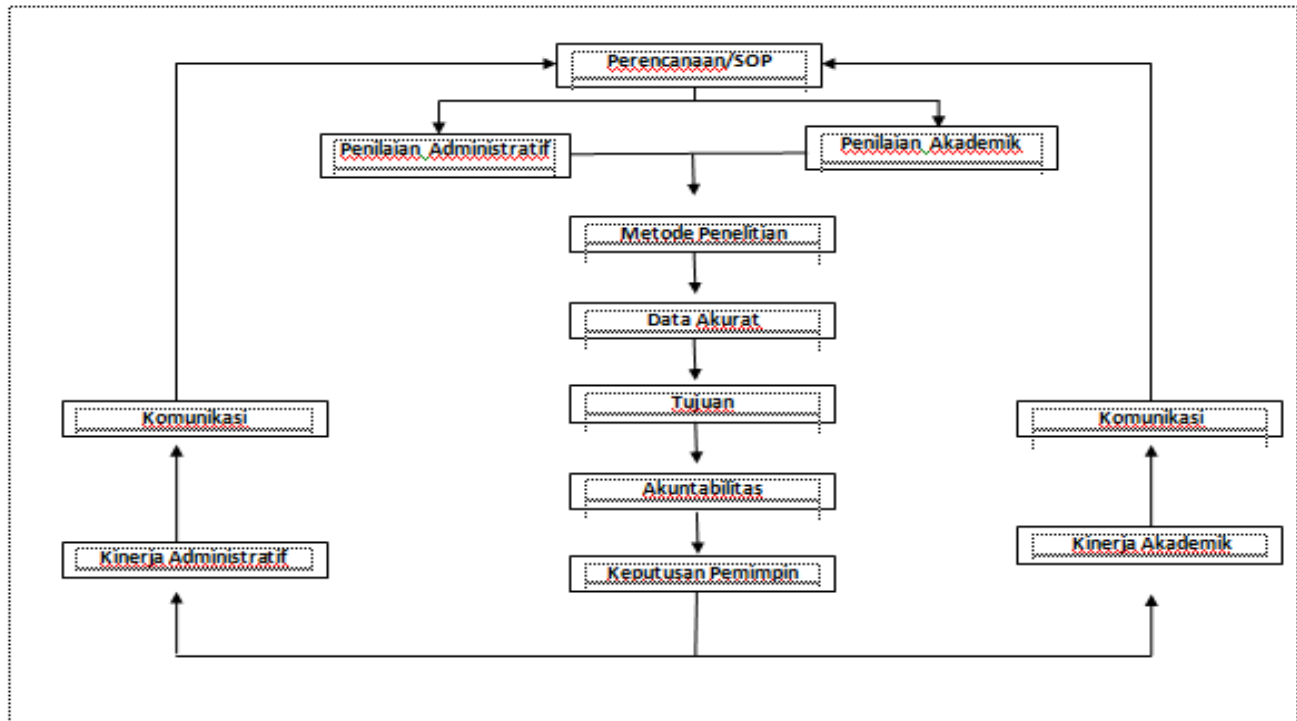 Perencanaan/SOP
Penilaian Administratif
Penilaian Akademik
Metode Penelitian
Data Akurat
Tujuan
Komunikasi
Komunikasi
Akuntabilitas
Kinerja Administratif
Kinerja Akademik
Keputusan Pemimpin